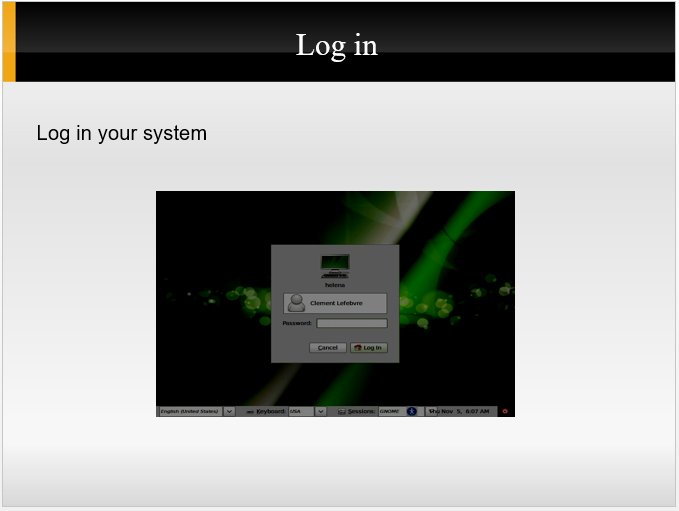 Log in
Log in your system
helena
Clement Lefebvre
Password:
Cancel Log In
English (United States) Keyboard: USA Sessions: GNOME Thu Nov 5, 6:07 AM